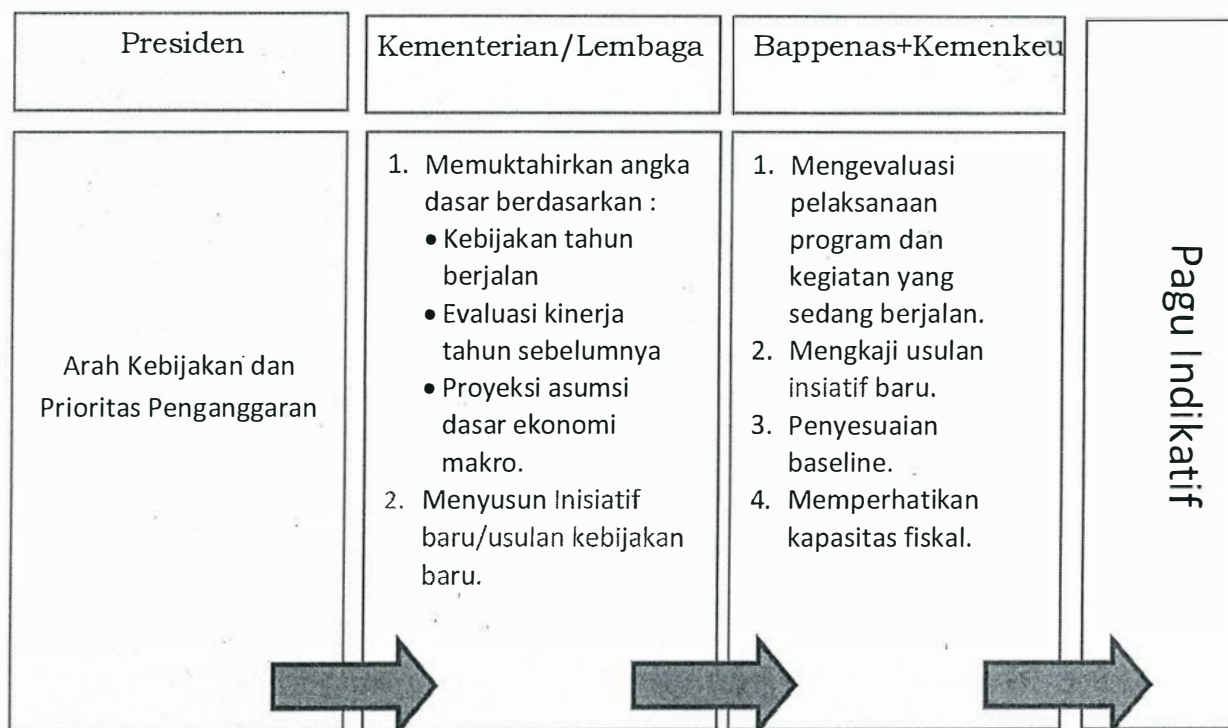 Presiden
Arah Kebijakan dan
Prioritas Penganggaran
Kementerian/Lembaga
1. Memuktahirkan angka
dasar berdasarkan :
• Kebijakan tahun
berjalan
• Evaluasi kinerja
tahun sebelumnya
• Proyeksi asumsi
dasar ekonomi
makro.
2. Menyusun Inisiatif
baru/usulan kebijakan
baru.
Bappenas+Kemenkeu
1. Mengevaluasi
pelaksanaan
program dan
kegiatan yang
sedang berjalan.
2. Mengkaji usulan
insiatif baru.
3. Penyesuaian
baseline.
4. Memperhatikan
kapasitas fiskal.
Pagu Indikatif